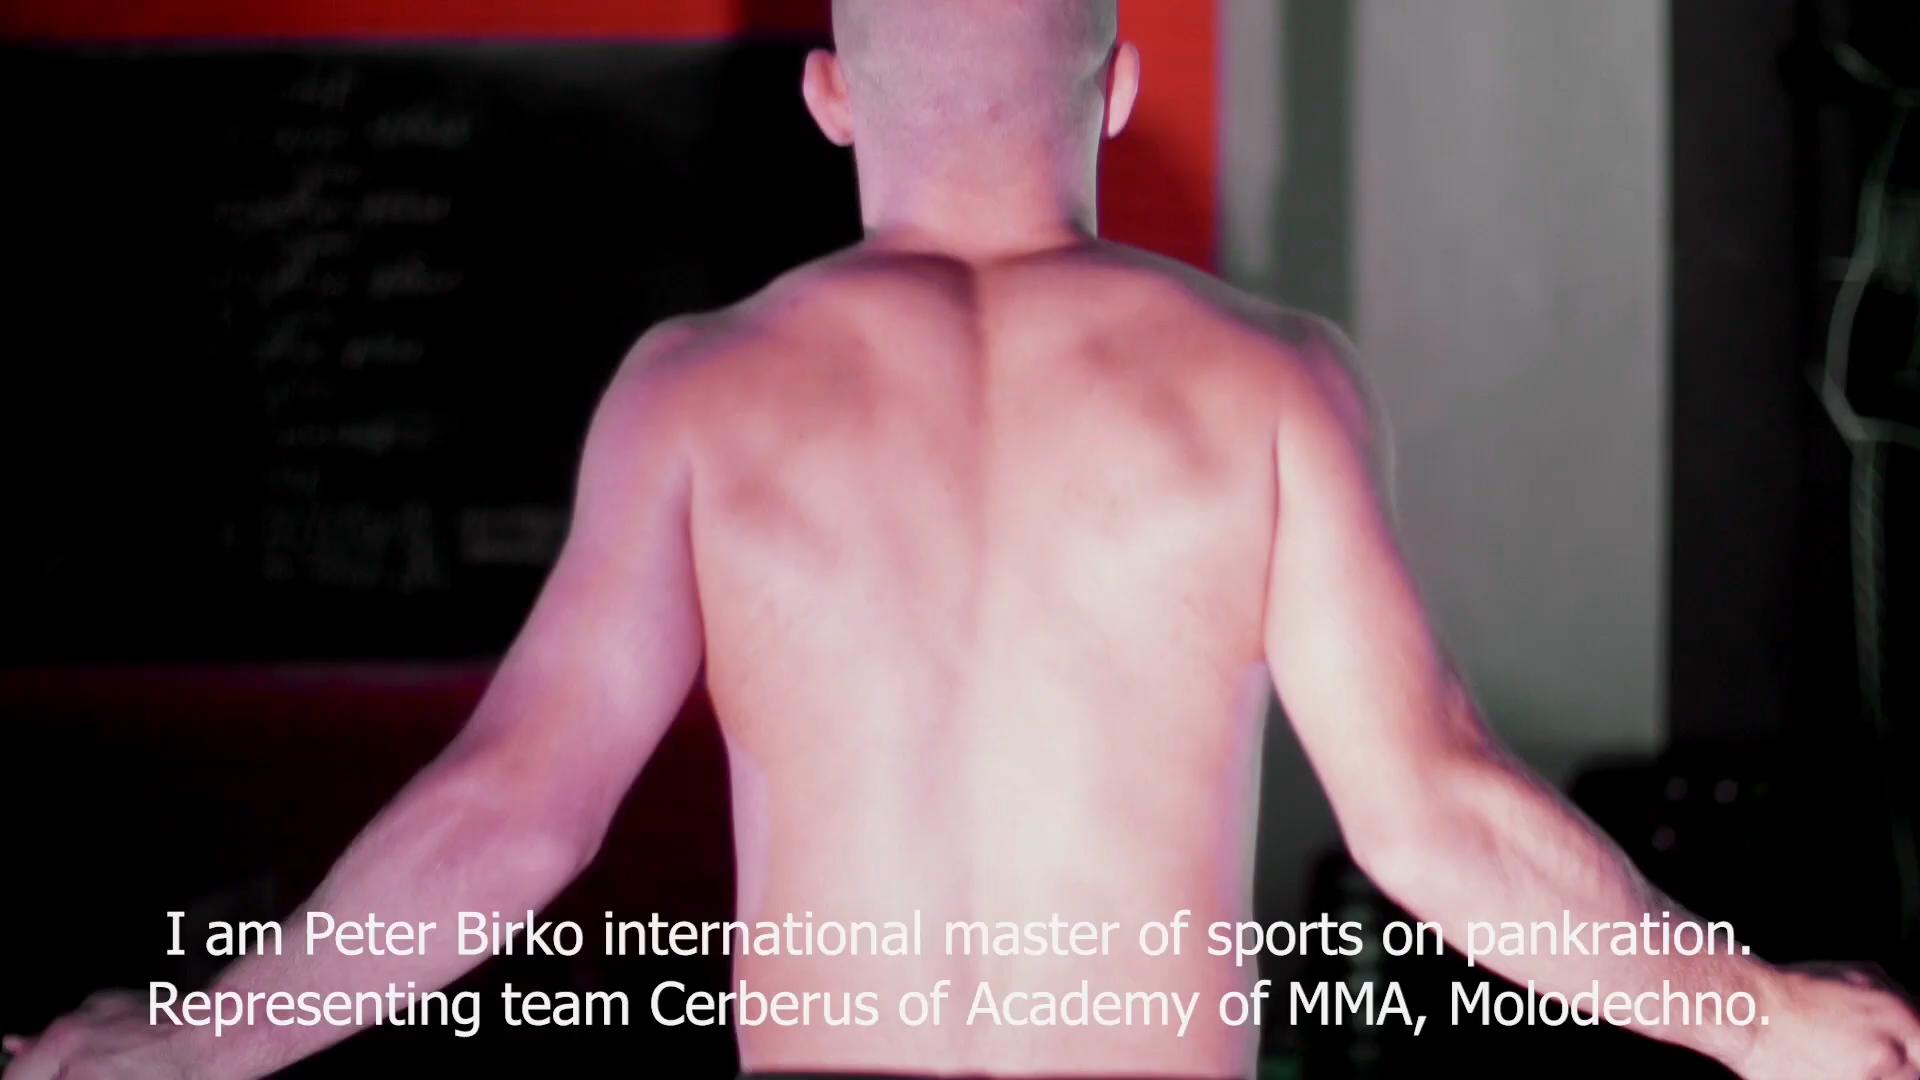 I am Peter Birko international master of sports on pankration.
Representing team Cerberus of Academy of MMA, Molodechno.